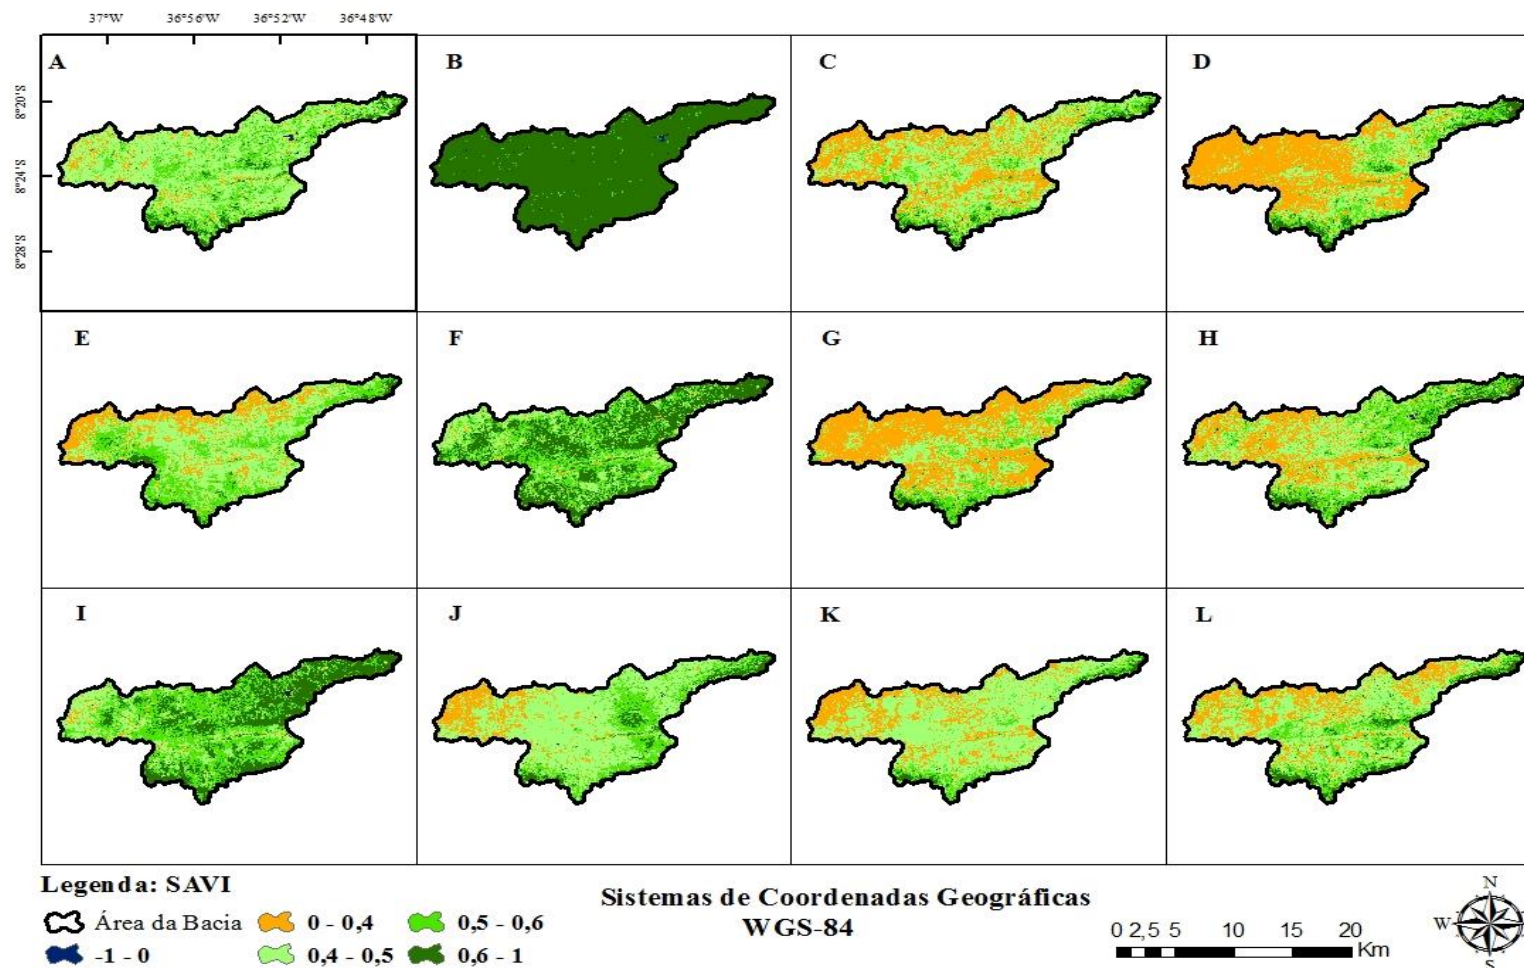 37°W 36°56'W 36°52'W 36°48'W
A B C D
8°20'S
8°24'S
8°28'S
E F G H
I J K L
Legenda: SAVI
Área da Bacia 0 - 0,4 0,5 - 0,6
-1 - 0 0,4 - 0,5 0,6 - 1
Sistemas de Coordenadas Geográficas
WGS-84
0 2,5 5 10 15 20
Km
N
W
S